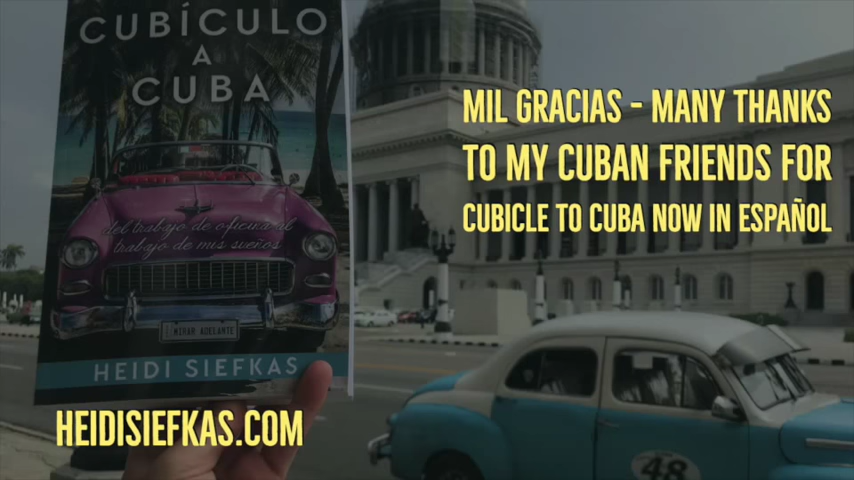 CUBÍCULO
A
CUBA
del trabajo de oficina al
trabajo de mis sueños
MIRAR ADELANTE
HEIDI SIEFKAS
MIL GRACIAS - MANY THANKS
TO MY CUBAN FRIENDS FOR
CUBICLE TO CUBA NOW IN ESPAÑOL
HEIDISIEFKAS.COM
48